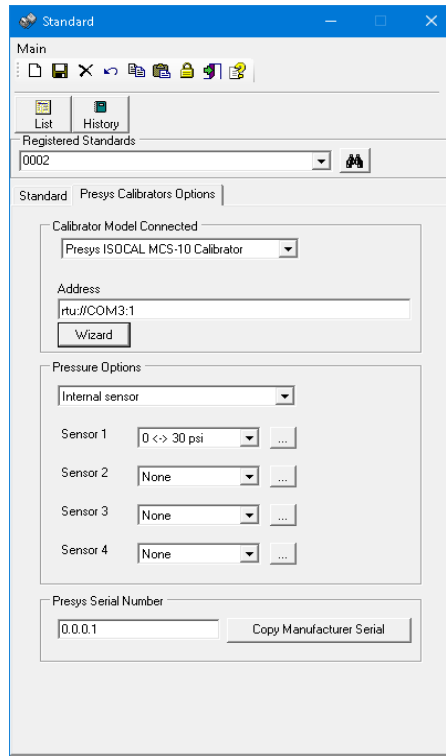 Standard
Main
List History
Registered Standards
0002
Standard Presys Calibrators Options
Calibrator Model Connected
Presys ISOCAL MCS-10 Calibrator
Address
rtu://COM3:1
Wizard
Pressure Options
Internal sensor
Sensor 1 0 <-> 30 psi ...
Sensor 2 None ...
Sensor 3 None ...
Sensor 4 None ...
Presys Serial Number
0.0.0.1 Copy Manufacturer Serial